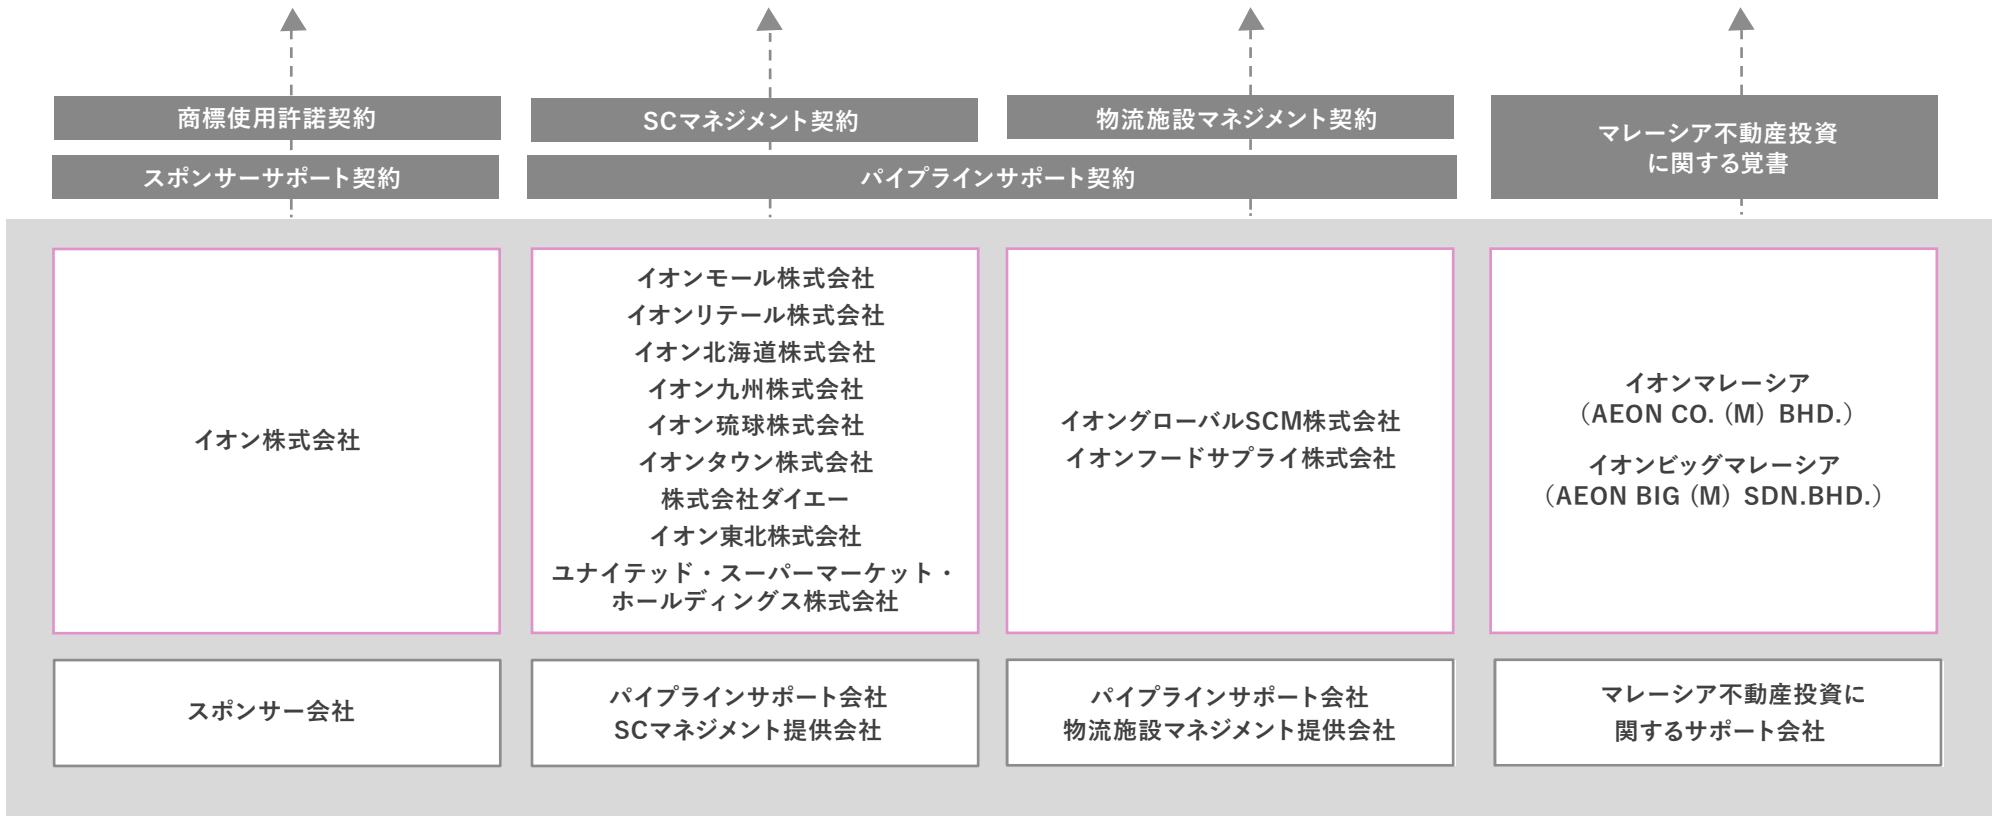 商標使用許諾契約
SCマネジメント契約
物流施設マネジメント契約
マレーシア不動産投資
に関する覚書
スポンサーサポート契約
パイプラインサポート契約
イオン株式会社
イオンモール株式会社
イオンリテール株式会社
イオン北海道株式会社
イオン九州株式会社
イオン琉球株式会社
イオンタウン株式会社
株式会社ダイエー
イオン東北株式会社
ユナイテッド・スーパーマーケット・
ホールディングス株式会社
イオングローバルSCM株式会社
イオンフードサプライ株式会社
イオンマレーシア
（AEON CO. (M) BHD.）
イオンビッグマレーシア
（AEON BIG (M) SDN.BHD.）
スポンサー会社
パイプラインサポート会社
SCマネジメント提供会社
パイプラインサポート会社
物流施設マネジメント提供会社
マレーシア不動産投資に
関するサポート会社